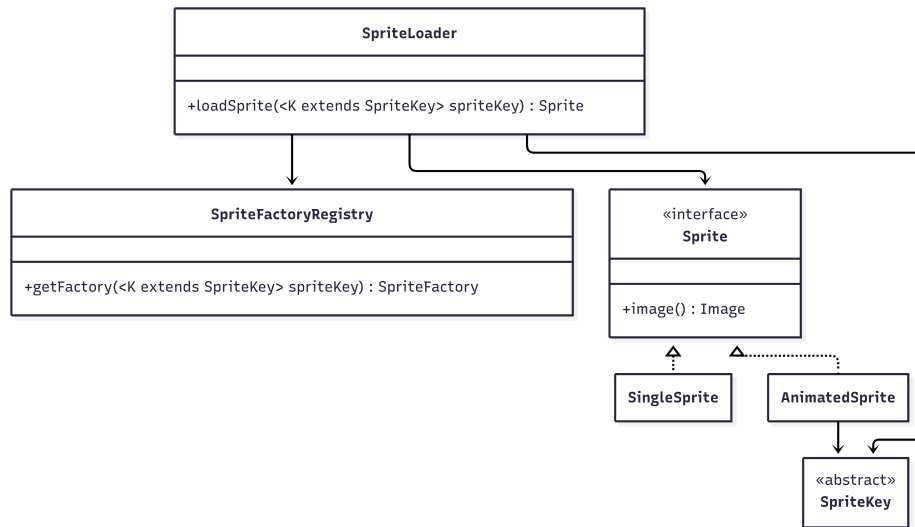 SpriteLoader
+loadSprite(<K extends SpriteKey> spriteKey) : Sprite
SpriteFactoryRegistry
+getFactory(<K extends SpriteKey> spriteKey) : SpriteFactory
«interface»
Sprite
+image() : Image
SingleSprite
AnimatedSprite
«abstract»
SpriteKey